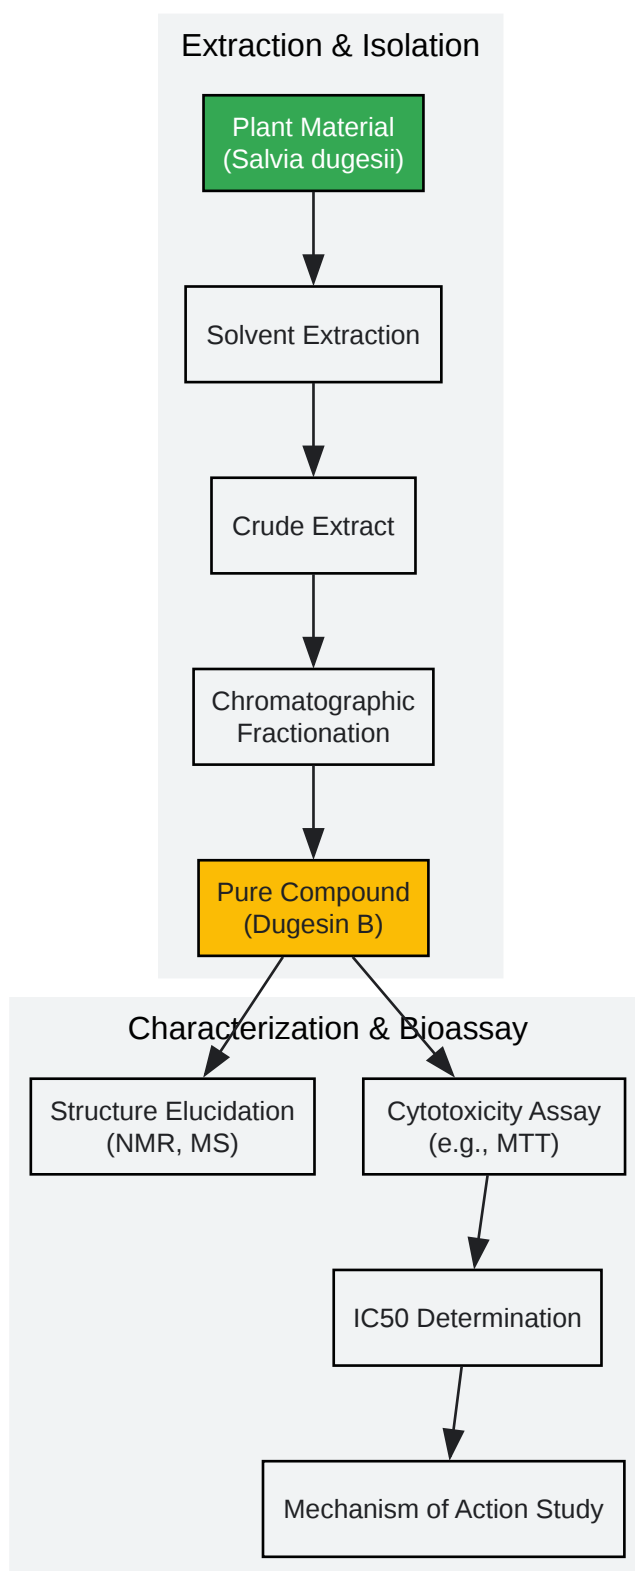 Extraction & Isolation
Plant Material
(Salvia dugesii)
Solvent Extraction
Crude Extract
Chromatographic
Fractionation
Pure Compound
(Dugesin B)
Characterization & Bioassay
Structure Elucidation
(NMR, MS)
Cytotoxicity Assay
(e.g., MTT)
IC50 Determination
Mechanism of Action Study